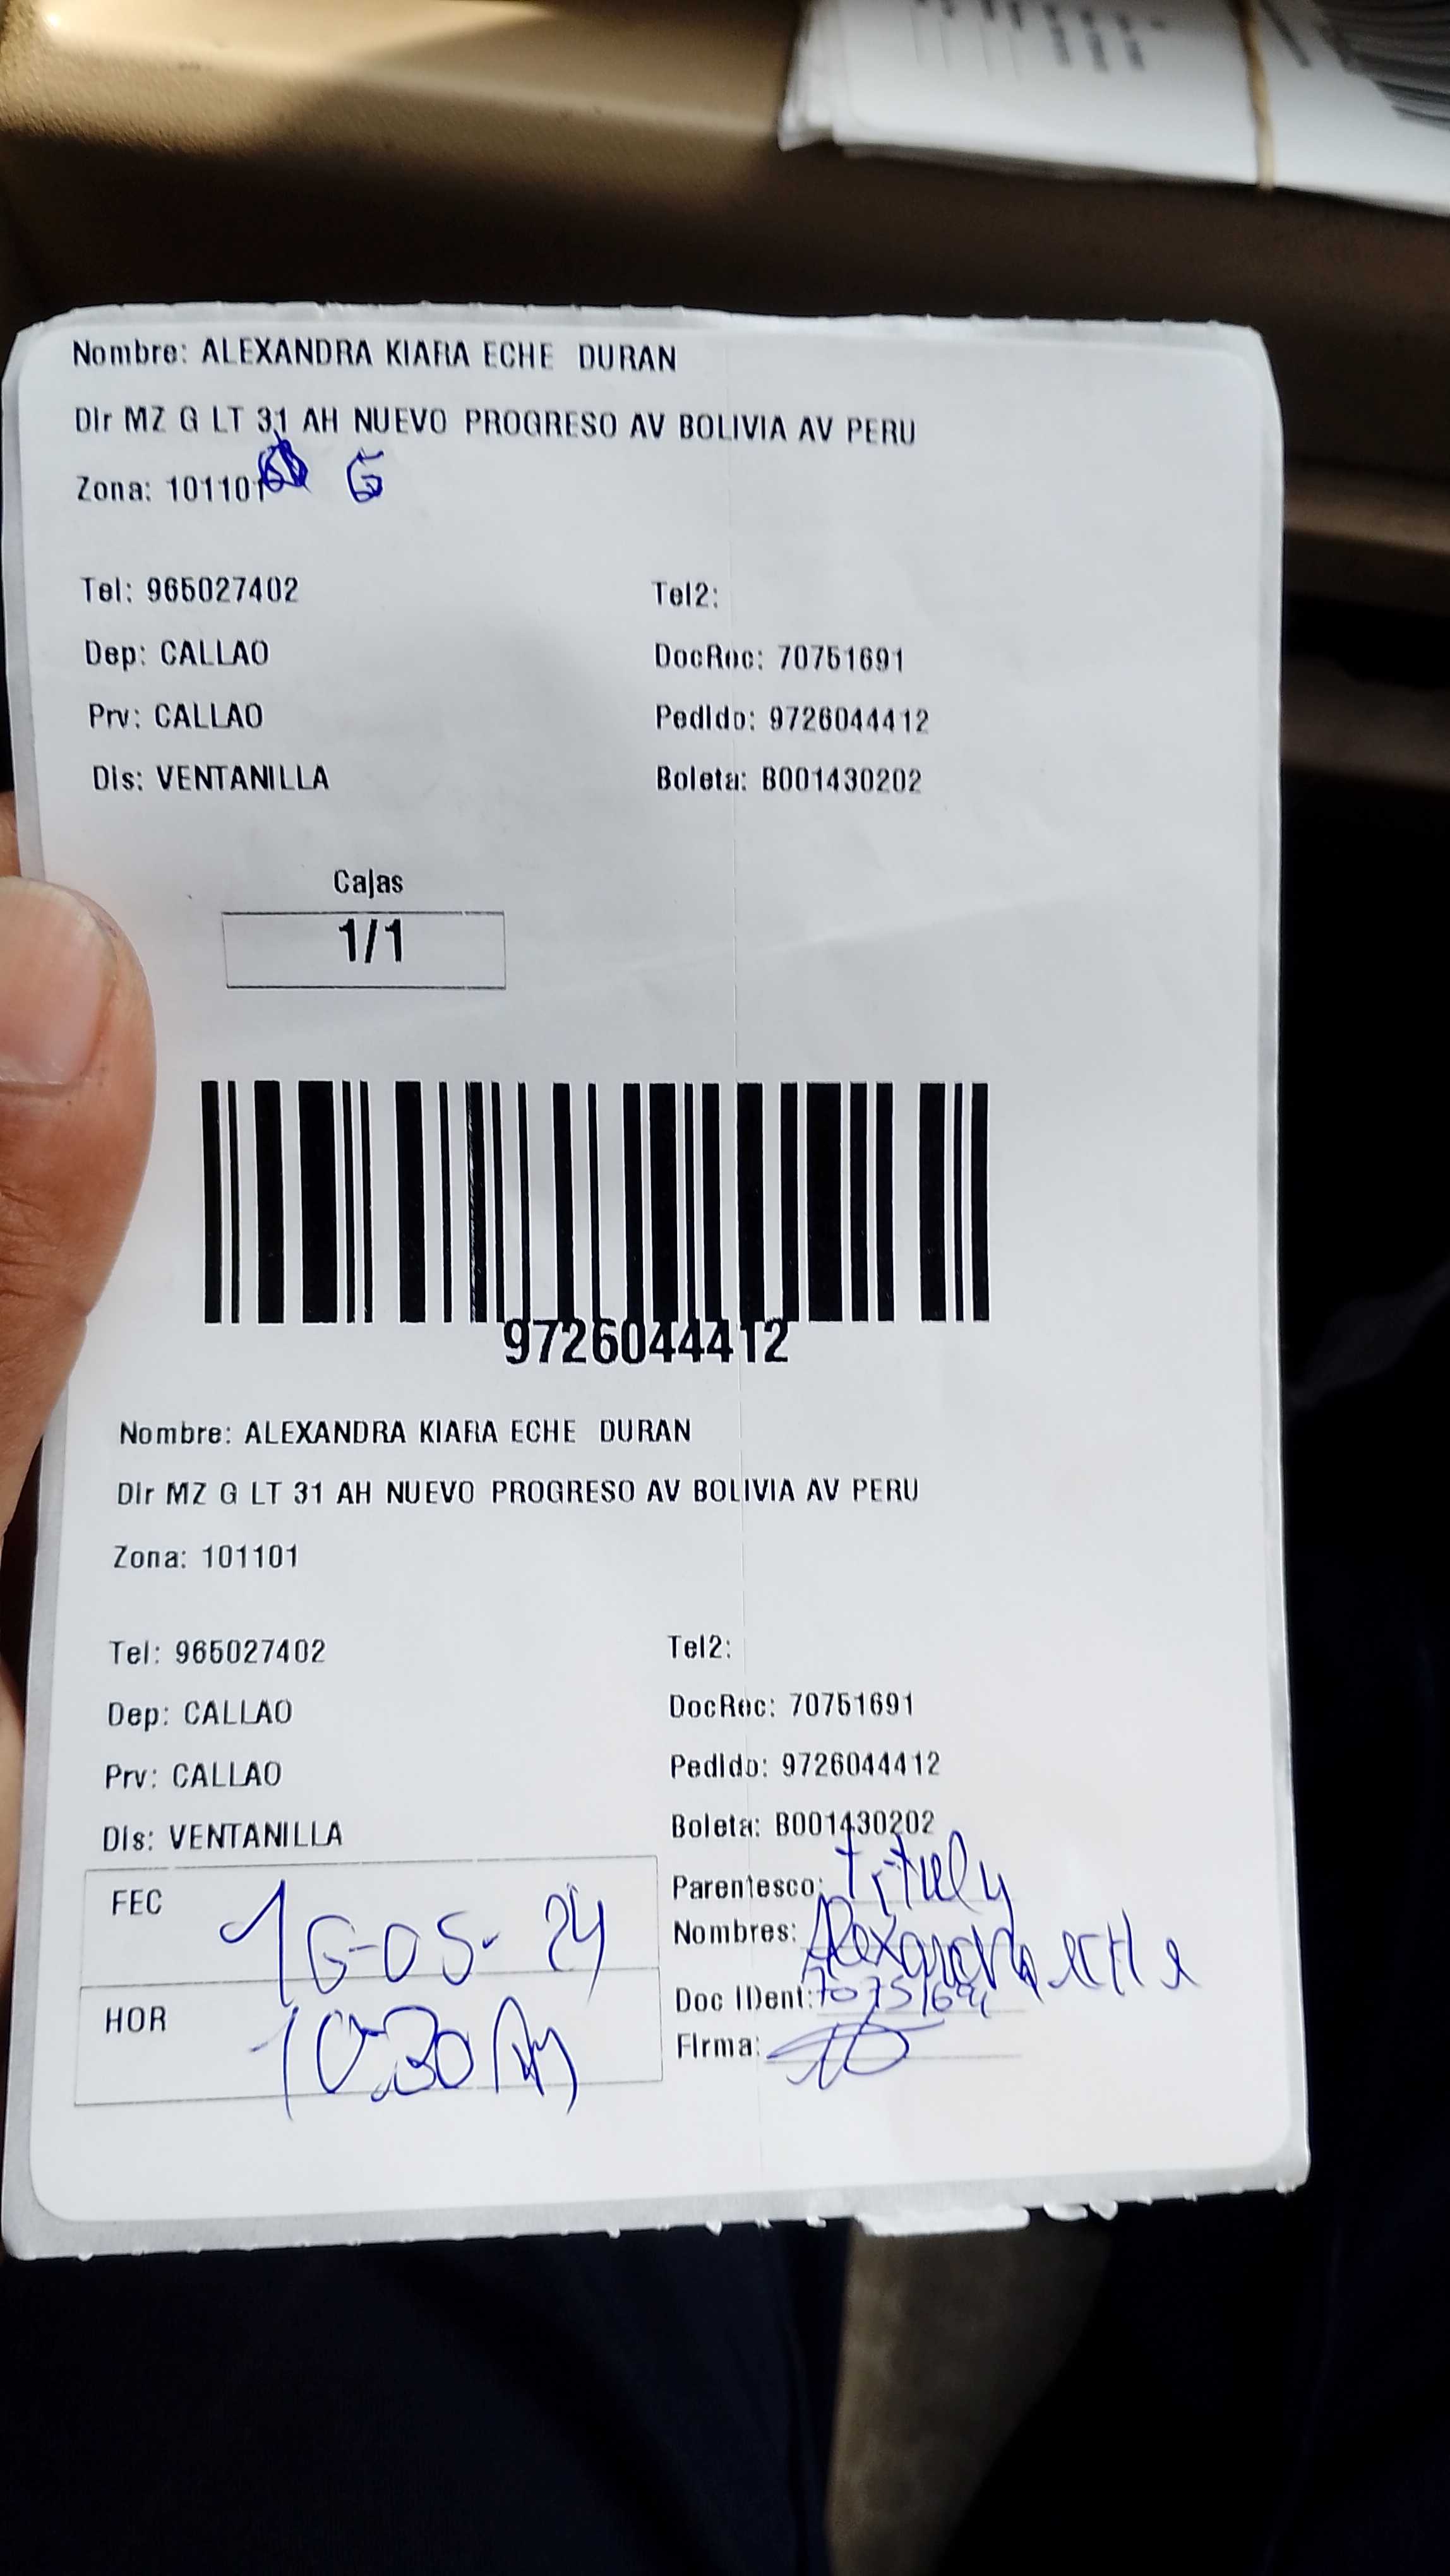 Nombre: ALEXANDRA KIARA ECHE DURAN
Dir MZ G LT 31 AH NUEVO PROGRESO AV BOLIVIA AV PERU
Zona: 101101 G
Tel: 965027402 Tel2:
Dep: CALLAO DocRec: 70751691
Prv: CALLAO Pedido: 9726044412
Dis: VENTANILLA Boleta: B001430202
Cajas
1/1
9726044412
Nombre: ALEXANDRA KIARA ECHE DURAN
Dir MZ G LT 31 AH NUEVO PROGRESO AV BOLIVIA AV PERU
Zona: 101101
Tel: 965027402 Tel2:
Dep: CALLAO DocRec: 70751691
Prv: CALLAO Pedido: 9726044412
Dis: VENTANILLA Boleta: B001430202
FEC 16-05-24 Parentesco:
Nombres: Alexandra eche
Doc IDent: 70751691
HOR 10:30 Am Firma: